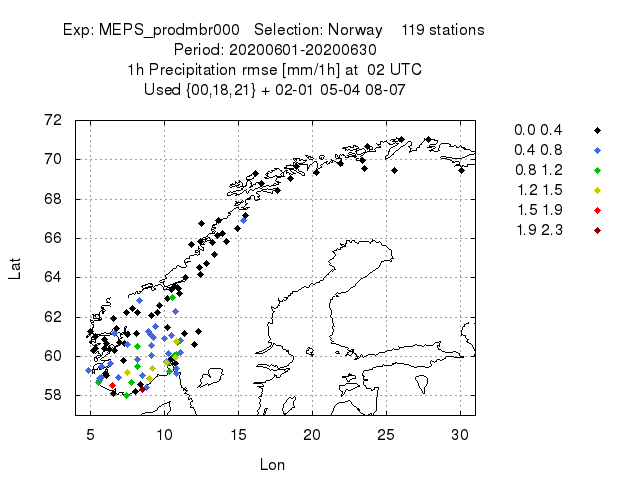 Exp: MEPS_prodmbr000   Selection: Norway    119 stations
Period: 20200601-20200630
1h Precipitation rmse [mm/1h] at  02 UTC
Used {00,18,21} + 02-01 05-04 08-07
72
70
68
66
64
62
60
58
Lat
5 10 15 20 25 30
Lon
0.0 0.4
0.4 0.8
0.8 1.2
1.2 1.5
1.5 1.9
1.9 2.3